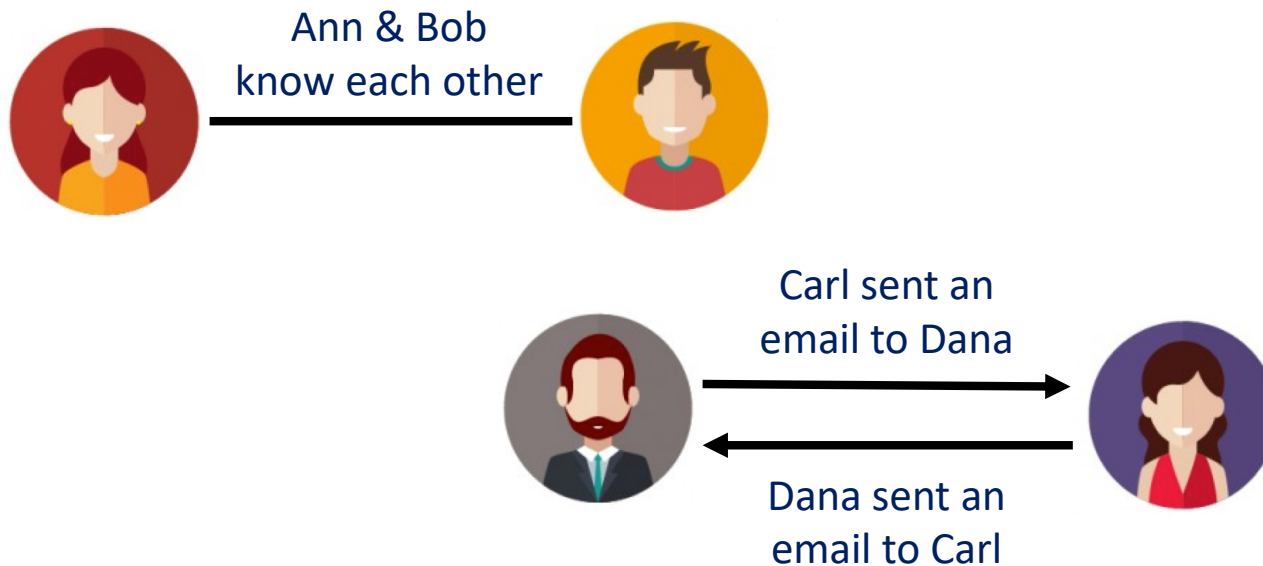 Ann & Bob
know each other
Carl sent an
email to Dana
Dana sent an
email to Carl